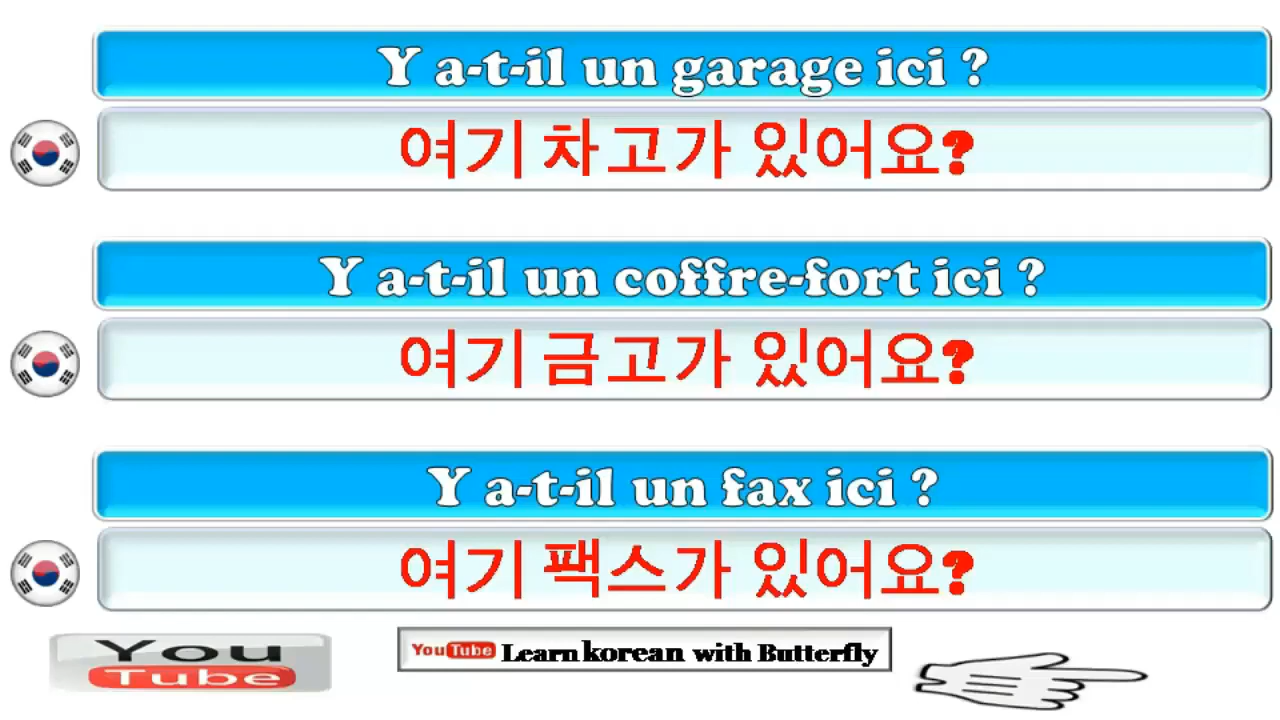 Y a-t-il un garage ici ?
여기 차고가 있어요?
Y a-t-il un coffre-fort ici ?
여기 금고가 있어요?
Y a-t-il un fax ici ?
여기 팩스가 있어요?
You
Tube
YouTube Learn korean with Butterfly